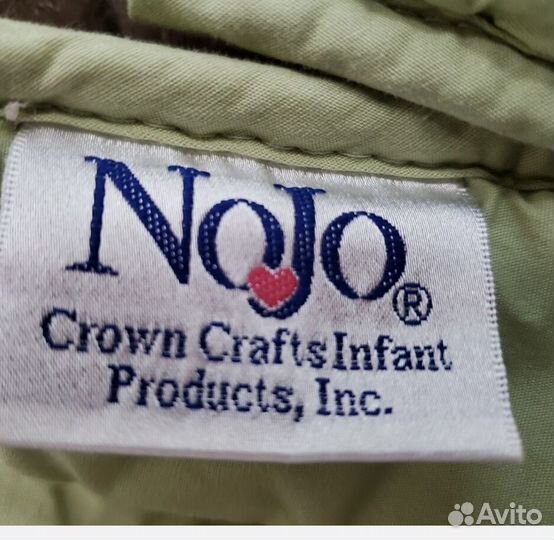 NoJo®
Crown Crafts Infant
Products, Inc.
Avito